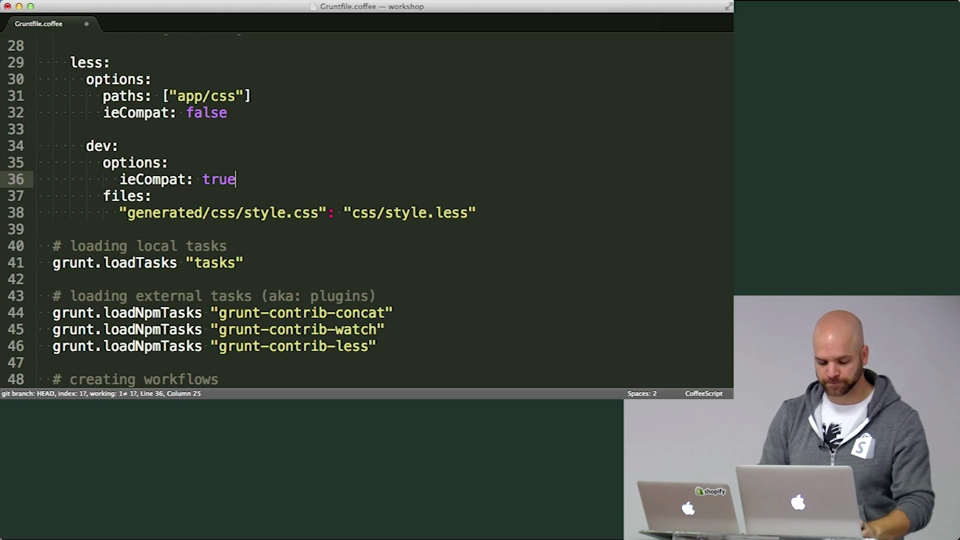 Gruntfile.coffee — workshop
Gruntfile.coffee
28
29 less:
30 options:
31 paths: ["app/css"]
32 ieCompat: false
33
34 dev:
35 options:
36 ieCompat: true
37 files:
38 "generated/css/style.css": "css/style.less"
39
40 # loading local tasks
41 grunt.loadTasks "tasks"
42
43 # loading external tasks (aka: plugins)
44 grunt.loadNpmTasks "grunt-contrib-concat"
45 grunt.loadNpmTasks "grunt-contrib-watch"
46 grunt.loadNpmTasks "grunt-contrib-less"
47
48 # creating workflows
git branch: HEAD, index: 17, working: 1≠ 17, Line 36, Column 25
Spaces: 2
CoffeeScript
S
shopify